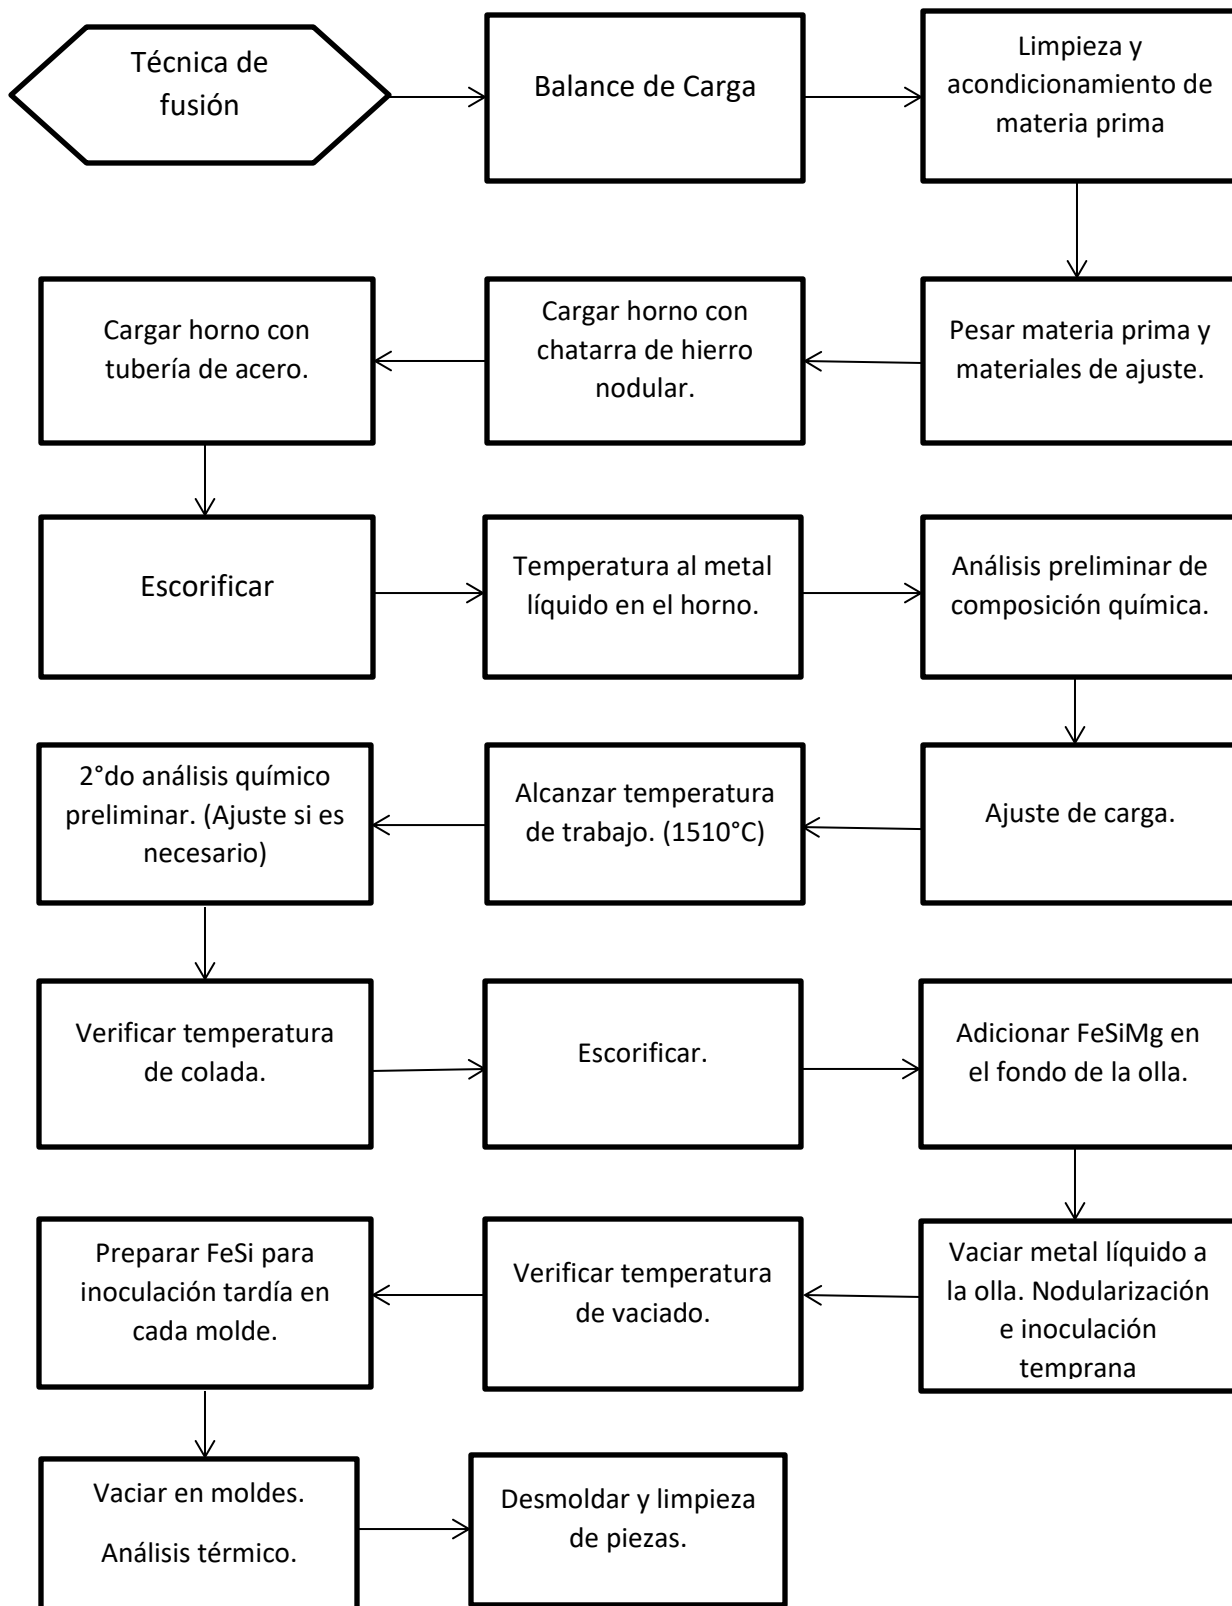 Técnica de
fusión
Balance de Carga
Limpieza y
acondicionamiento de
materia prima
Pesar materia prima y
materiales de ajuste.
Cargar horno con
chatarra de hierro
nodular.
Cargar horno con
tubería de acero.
Escorificar
Temperatura al metal
líquido en el horno.
Análisis preliminar de
composición química.
Ajuste de carga.
Alcanzar temperatura
de trabajo. (1510°C)
2°do análisis químico
preliminar. (Ajuste si es
necesario)
Verificar temperatura
de colada.
Escorificar.
Adicionar FeSiMg en
el fondo de la olla.
Vaciar metal líquido a
la olla. Nodularización
e inoculación
temprana
Verificar temperatura
de vaciado.
Preparar FeSi para
inoculación tardía en
cada molde.
Vaciar en moldes.
Análisis térmico.
Desmoldar y limpieza
de piezas.